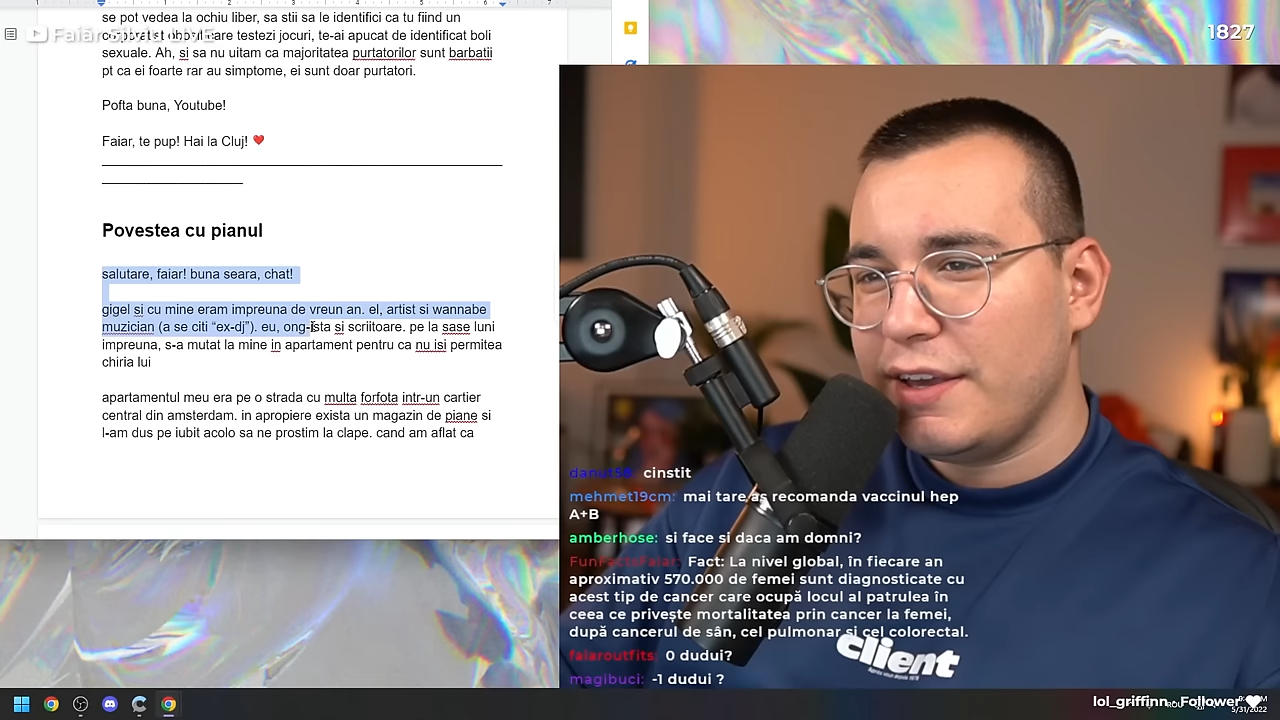 se pot vedea la ochiu liber, sa stii sa le identifici ca tu fiind un
care testezi jocuri, te-ai apucat de identificat boli
sexuale. Ah, si sa nu uitam ca majoritatea purtatorilor sunt barbatii
pt ca ei foarte rar au simptome, ei sunt doar purtatori.
Pofta buna, Youtube!
Faiar, te pup! Hai la Cluj! ❤️
Povestea cu pianul
salutare, faiar! buna seara, chat!
gigel si cu mine eram impreuna de vreun an. el, artist si wannabe
muzician (a se citi “ex-dj”). eu, ong-ista si scriitoare. pe la sase luni
impreuna, s-a mutat la mine in apartament pentru ca nu isi permitea
chiria lui
apartamentul meu era pe o strada cu multa forfota intr-un cartier
central din amsterdam. in apropiere exista un magazin de piane si
l-am dus pe iubit acolo sa ne prostim la clape. cand am aflat ca
1827
danut58: cinstit
mehmet19cm: mai tare as recomanda vaccinul hep
A+B
amberhose: si face si daca am domni?
FunFactsFaiar: Fact: La nivel global, în fiecare an
aproximativ 570.000 de femei sunt diagnosticate cu
acest tip de cancer care ocupă locul al patrulea în
ceea ce privește mortalitatea prin cancer la femei,
după cancerul de sân, cel pulmonar și cel colorectal.
faiaroutfits: 0 dudui?
magibuci: -1 dudui ?
client
lol_griffinn - Follower
5/31/2022